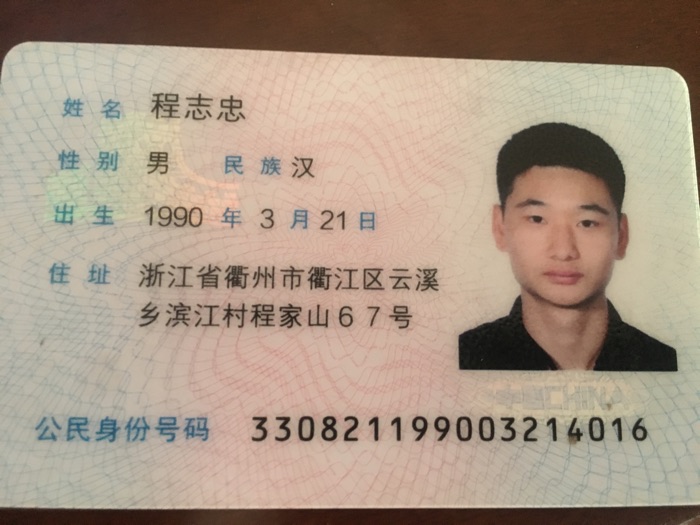 姓名 程志忠
性别 男 民族 汉
出生 1990 年 3 月 21 日
住址 浙江省衢州市衢江区云溪
乡滨江村程家山67号
公民身份号码 330821199003214016